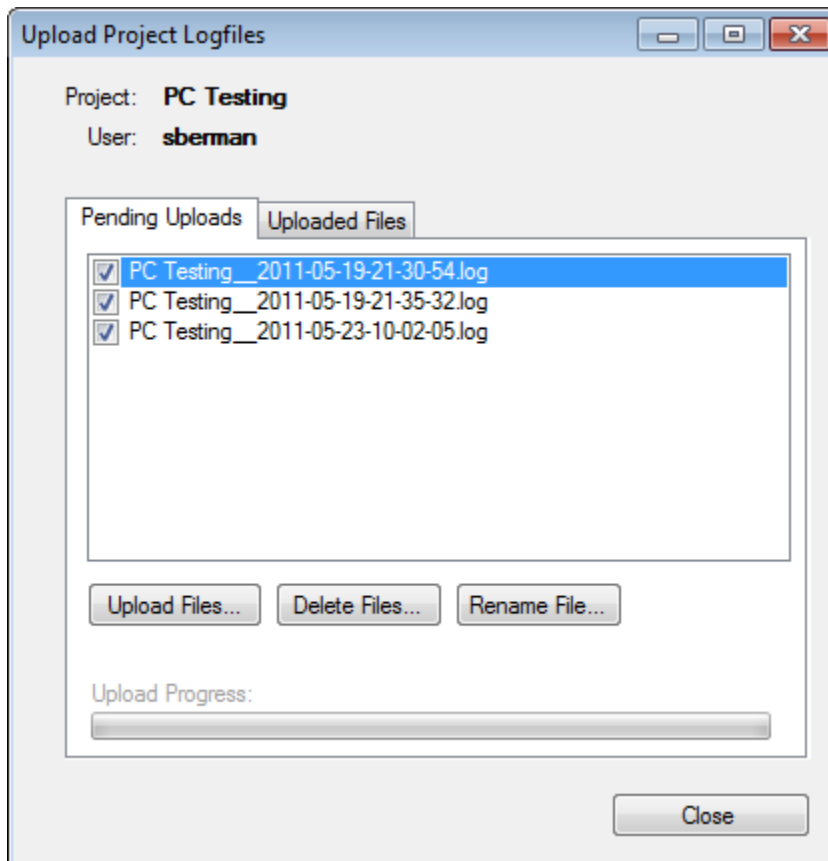 Upload Project Logfiles
Project: PC Testing
User: sberman
Pending Uploads Uploaded Files
PC Testing__2011-05-19-21-30-54.log
PC Testing__2011-05-19-21-35-32.log
PC Testing__2011-05-23-10-02-05.log
Upload Files... Delete Files... Rename File...
Upload Progress:
Close